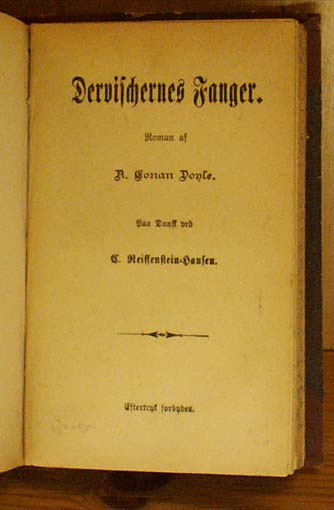 Dervischernes Fanger.
Roman af
A. Conan Doyle.
Paa Dansk ved
C. Reiffenstein-Hansen.
Eftertryk forbydes.